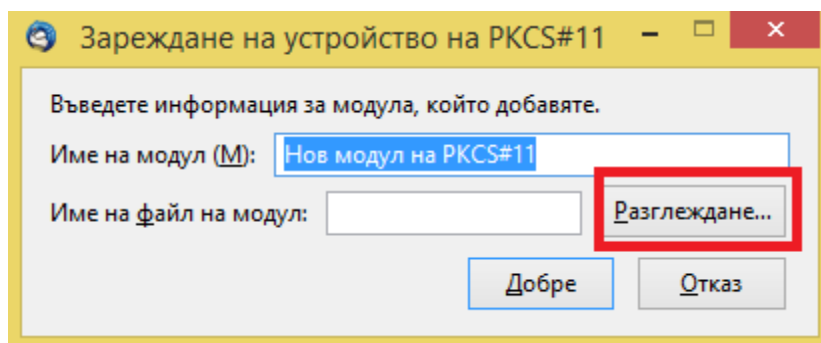 Зареждане на устройство на PKCS#11
Въведете информация за модула, който добавяте.
Име на модул (М): Нов модул на PKCS#11
Име на файл на модул: Разглеждане...
Добре Отказ